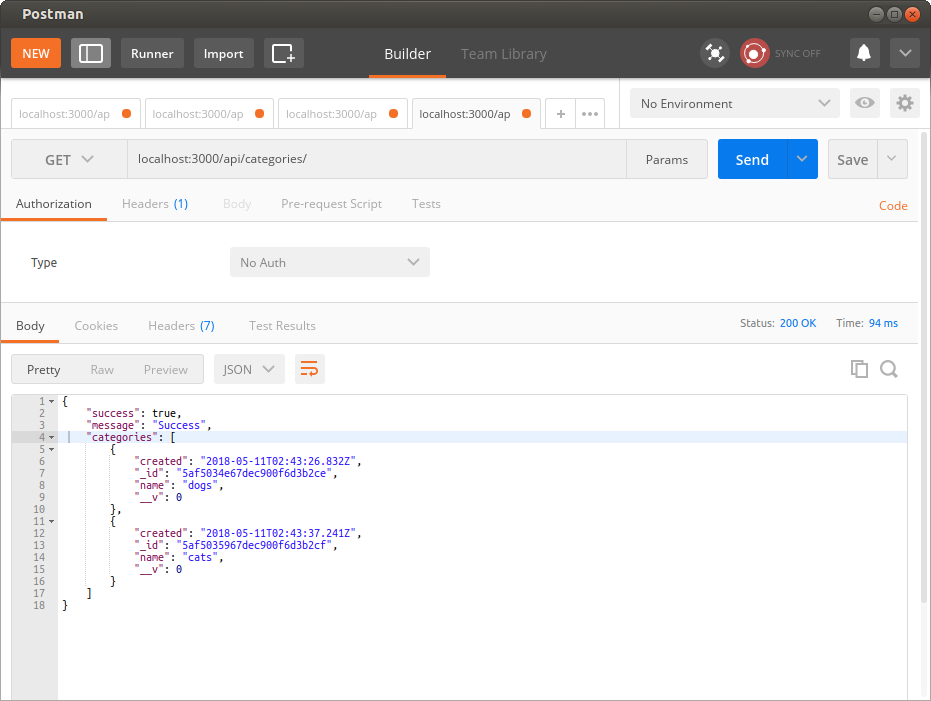 Postman
NEW Runner Import Builder Team Library SYNC OFF
localhost:3000/ap localhost:3000/ap localhost:3000/ap localhost:3000/ap + ••• No Environment
GET localhost:3000/api/categories/ Params Send Save
Authorization Headers (1) Body Pre-request Script Tests Code
Type No Auth
Body Cookies Headers (7) Test Results Status: 200 OK Time: 94 ms
Pretty Raw Preview JSON
1 {
2 "success": true,
3 "message": "Success",
4 "categories": [
5 {
6 "created": "2018-05-11T02:43:26.832Z",
7 "_id": "5af5034e67dec900f6d3b2ce",
8 "name": "dogs",
9 "__v": 0
10 },
11 {
12 "created": "2018-05-11T02:43:37.241Z",
13 "_id": "5af5035967dec900f6d3b2cf",
14 "name": "cats",
15 "__v": 0
16 }
17 ]
18 }